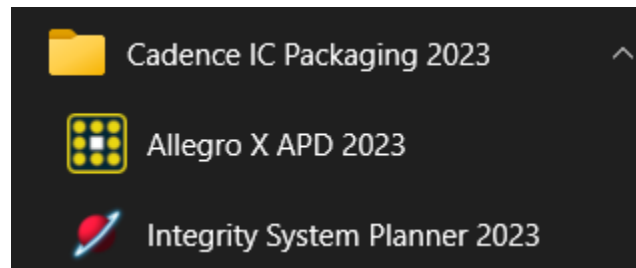 Cadence IC Packaging 2023
Allegro X APD 2023
Integrity System Planner 2023